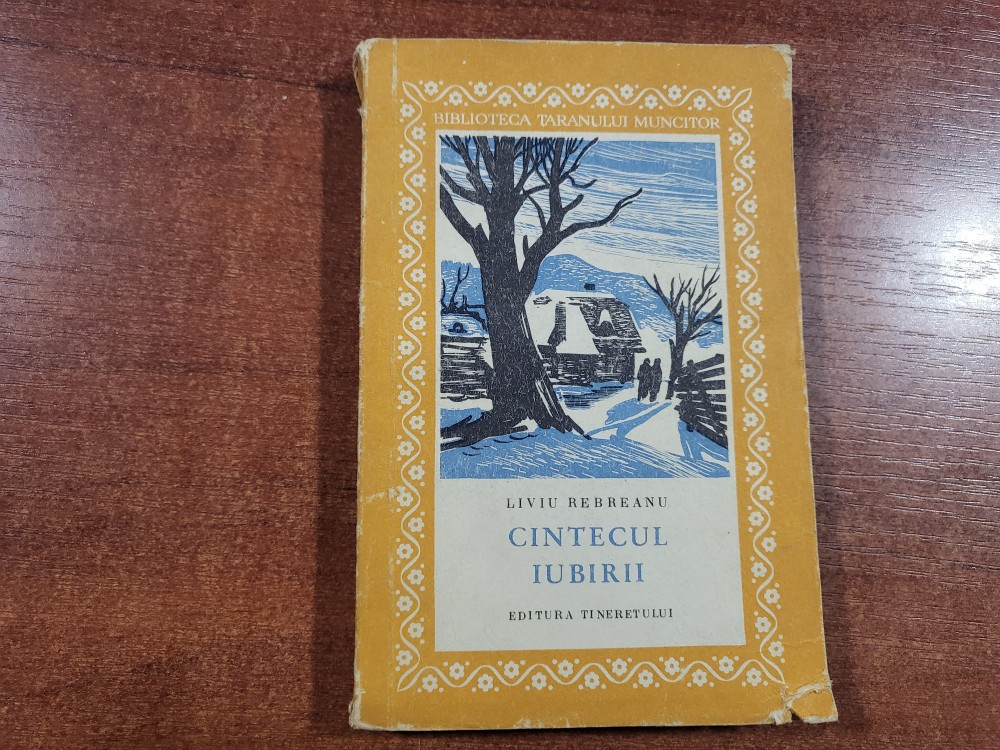 BIBLIOTECA TARANULUI MUNCITOR
LIVIU REBREANU
CINTECUL
IUBIRII
EDITURA TINERETULUI